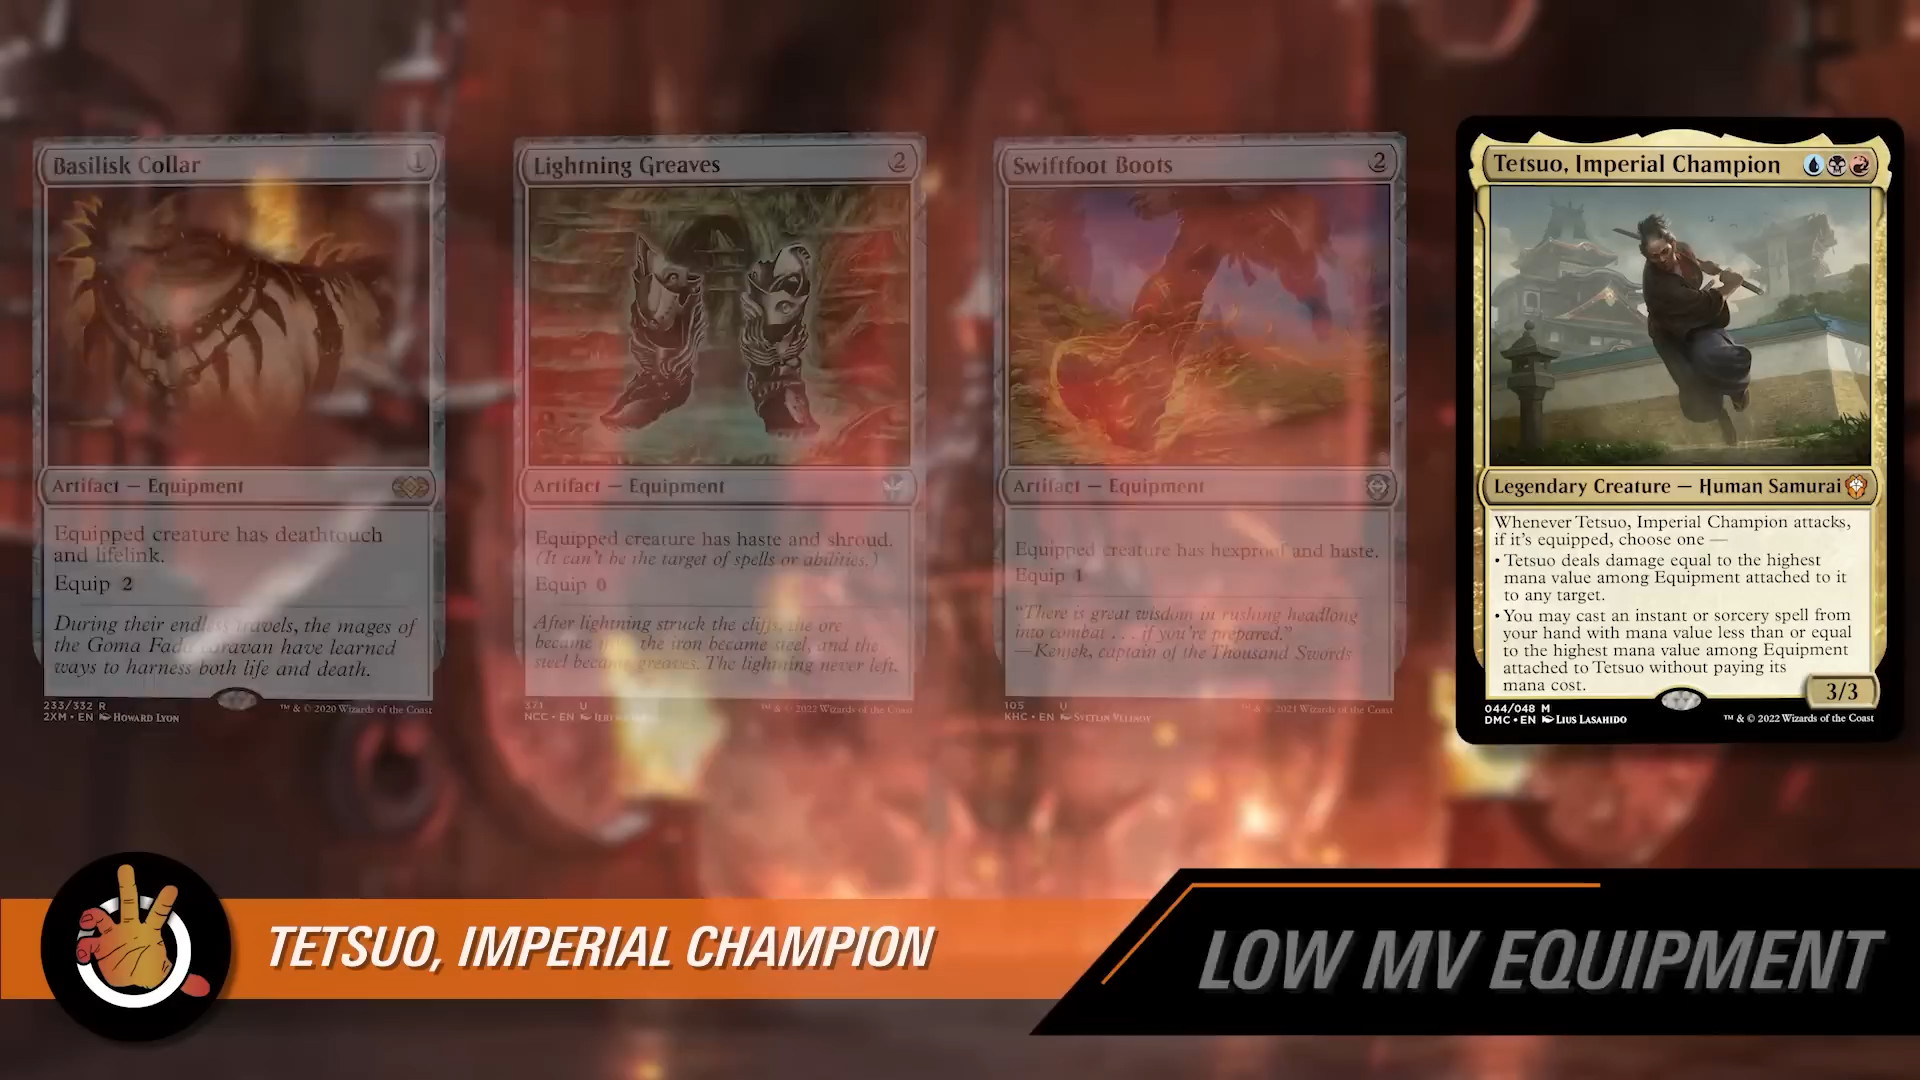 Basilisk Collar 1
Artifact — Equipment
Equipped creature has deathtouch
and lifelink.
Equip 2
During their endless travels, the mages of
the Goma Fada caravan have learned
ways to harness both life and death.
233/332 R
2XM • EN Howard Lyon
™ & © 2020 Wizards of the Coast
Lightning Greaves 2
Artifact — Equipment
Equipped creature has haste and shroud.
(It can't be the target of spells or abilities.)
Equip 0
After lightning struck the cliffs, the ore
became iron, the iron became steel, and the
steel became greaves. The lightning never left.
371 U
NCC • EN
™ & © 2022 Wizards of the Coast
Swiftfoot Boots 2
Artifact — Equipment
Equipped creature has hexproof and haste.
Equip 1
"There is great wisdom in rushing headlong
into combat . . . if you're prepared."
—Kenjek, captain of the Thousand Swords
105 U
KHC • EN Svetlin Velinov
™ & © 2021 Wizards of the Coast
Tetsuo, Imperial Champion
Legendary Creature — Human Samurai
Whenever Tetsuo, Imperial Champion attacks,
if it's equipped, choose one —
• Tetsuo deals damage equal to the highest
mana value among Equipment attached to it
to any target.
• You may cast an instant or sorcery spell from
your hand with mana value less than or equal
to the highest mana value among Equipment
attached to Tetsuo without paying its
mana cost.
3/3
044/048 M
DMC • EN Lius Lasahido
™ & © 2022 Wizards of the Coast
TETSUO, IMPERIAL CHAMPION
LOW MV EQUIPMENT